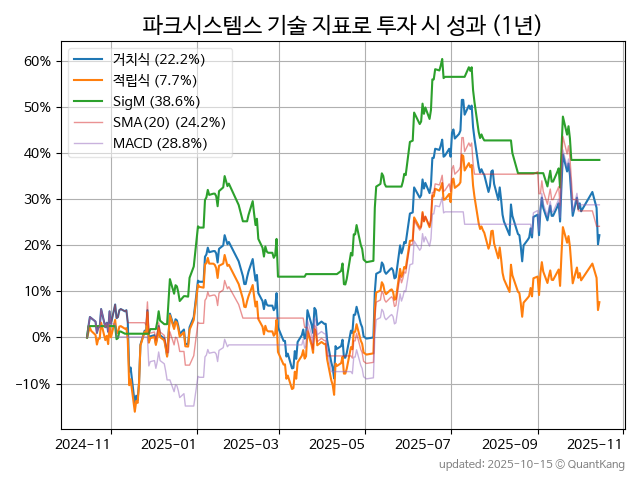 파크시스템스 기술 지표로 투자 시 성과 (1년)
거치식 (22.2%)
적립식 (7.7%)
SigM (38.6%)
SMA(20) (24.2%)
MACD (28.8%)
60%
50%
40%
30%
20%
10%
0%
−10%
2024-11 2025-01 2025-03 2025-05 2025-07 2025-09 2025-11
updated: 2025-10-15 © QuantKang